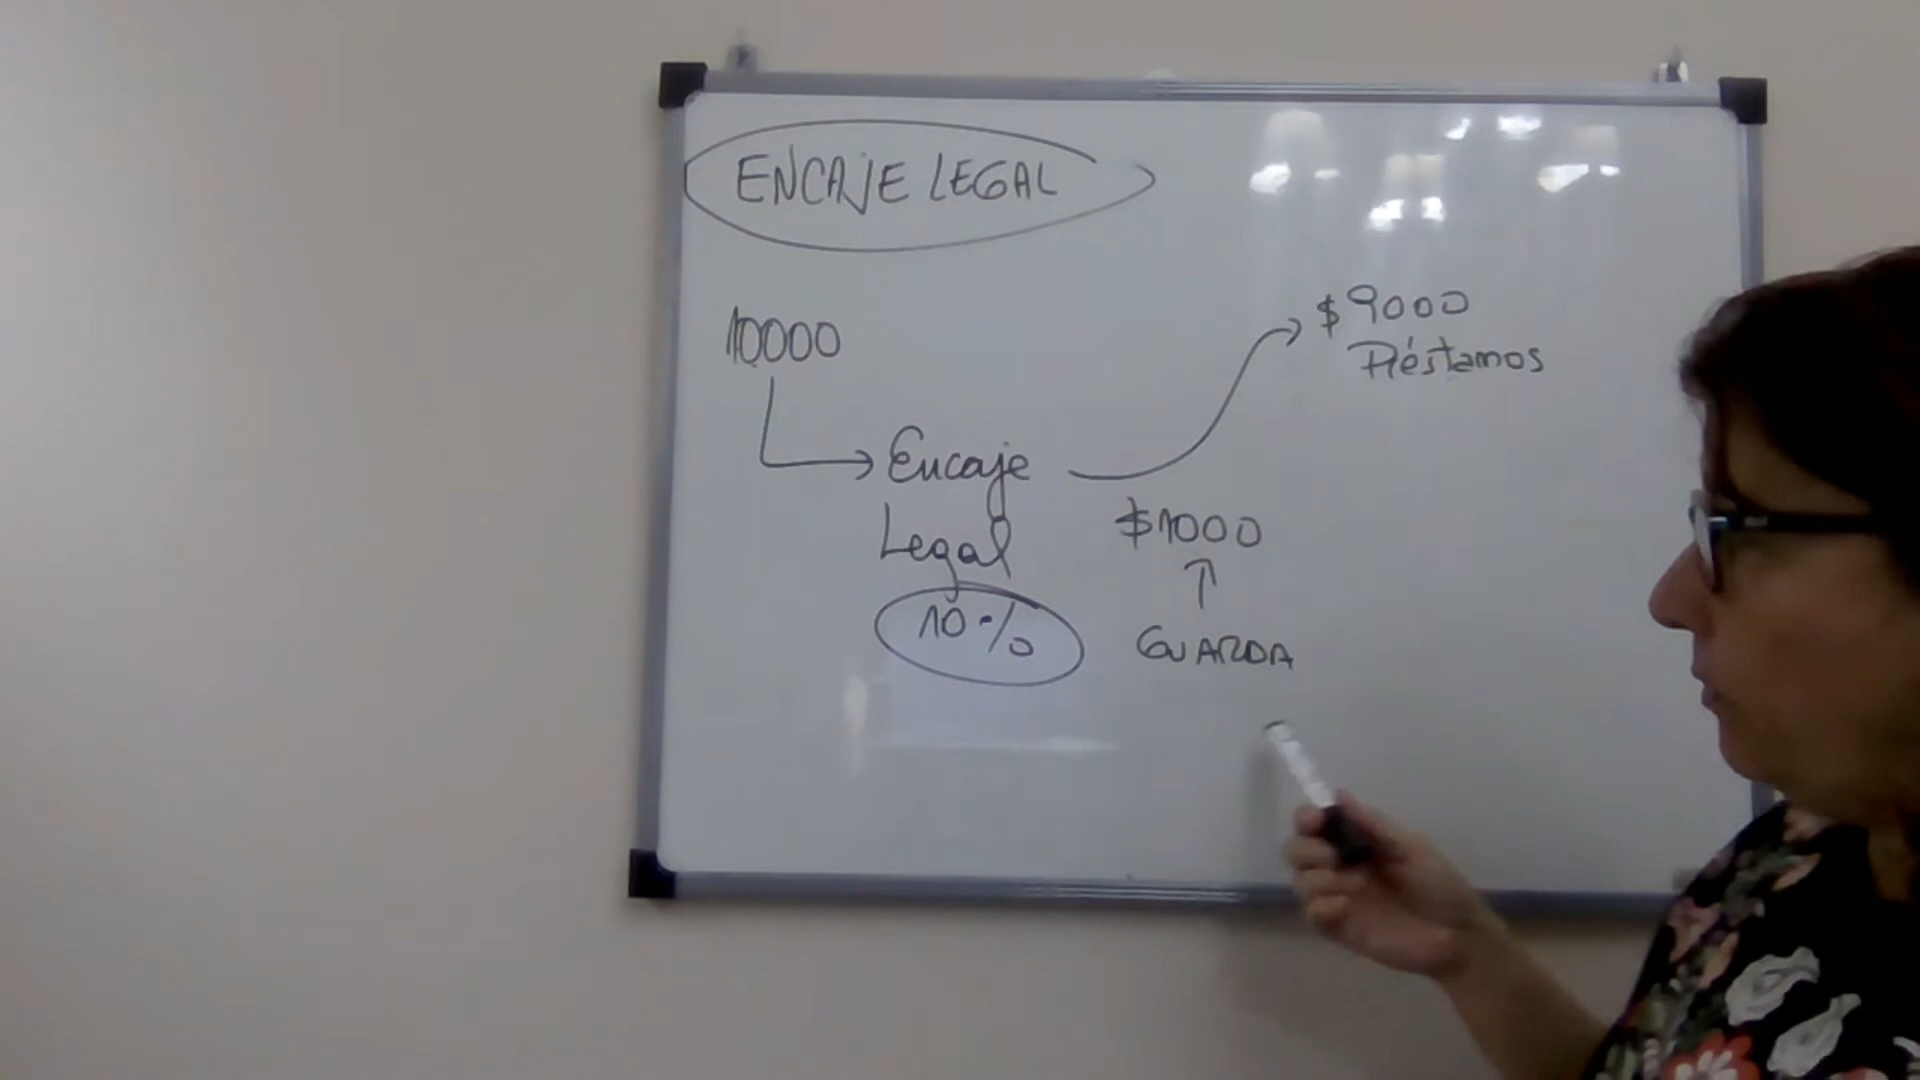 ENCAJE LEGAL
10000
$9000
Préstamos
Encaje
Legal
10%
$1000
GUARDA